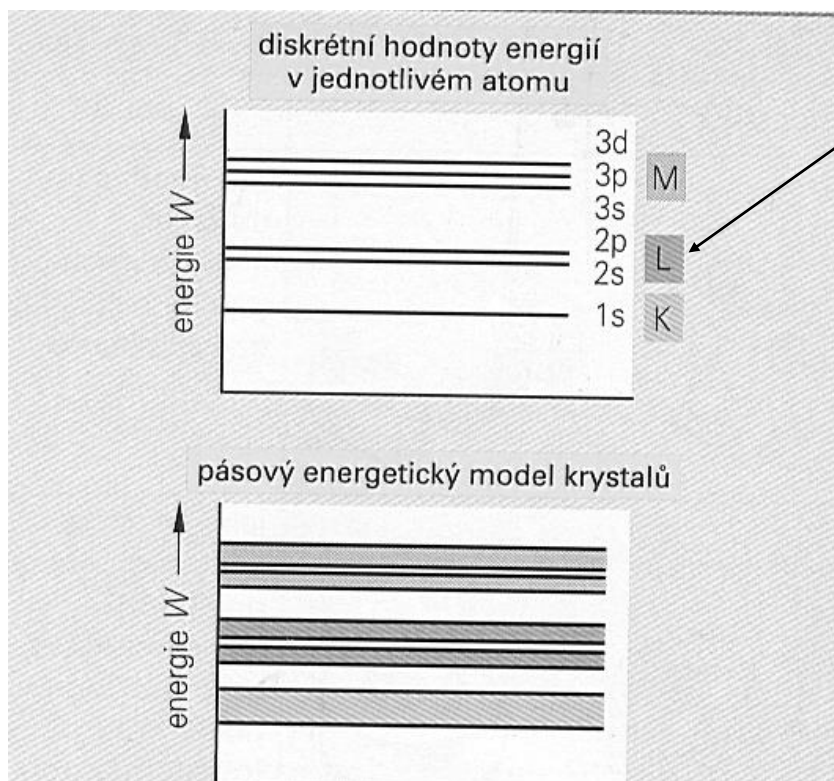 diskrétní hodnoty energií
v jednotlivém atomu
energie W
3d
3p M
3s
2p
2s L
1s K
pásový energetický model krystalů
energie W